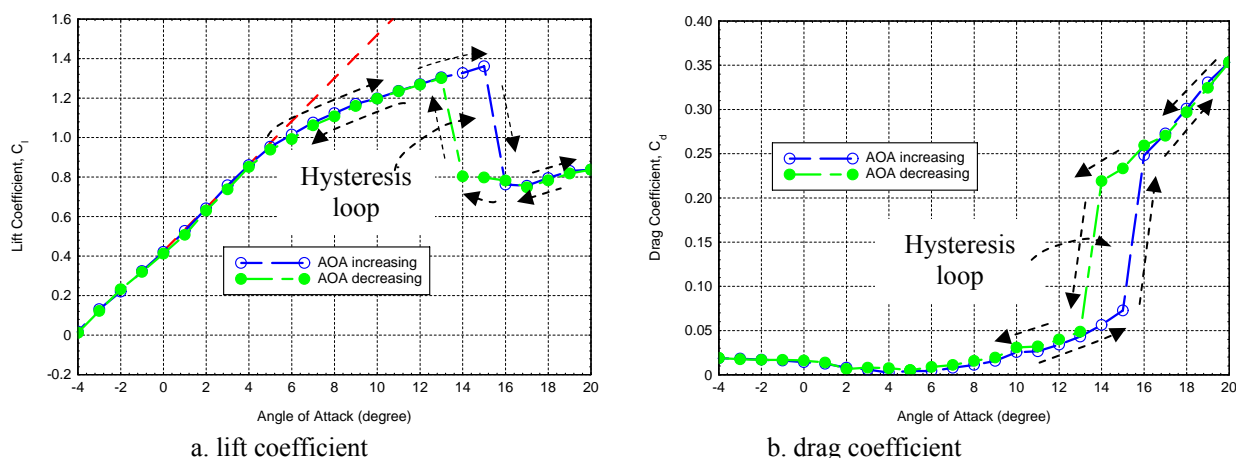 Lift Coefficient, Cl
1.6
1.4
1.2
1.0
0.8
0.6
0.4
0.2
0
-0.2
Hysteresis
loop
AOA increasing
AOA decreasing
-4 -2 0 2 4 6 8 10 12 14 16 18 20
Angle of Attack (degree)
a. lift coefficient
Drag Coefficient, Cd
0.40
0.35
0.30
0.25
0.20
0.15
0.10
0.05
0
AOA increasing
AOA decreasing
Hysteresis
loop
-4 -2 0 2 4 6 8 10 12 14 16 18 20
Angle of Attack (degree)
b. drag coefficient